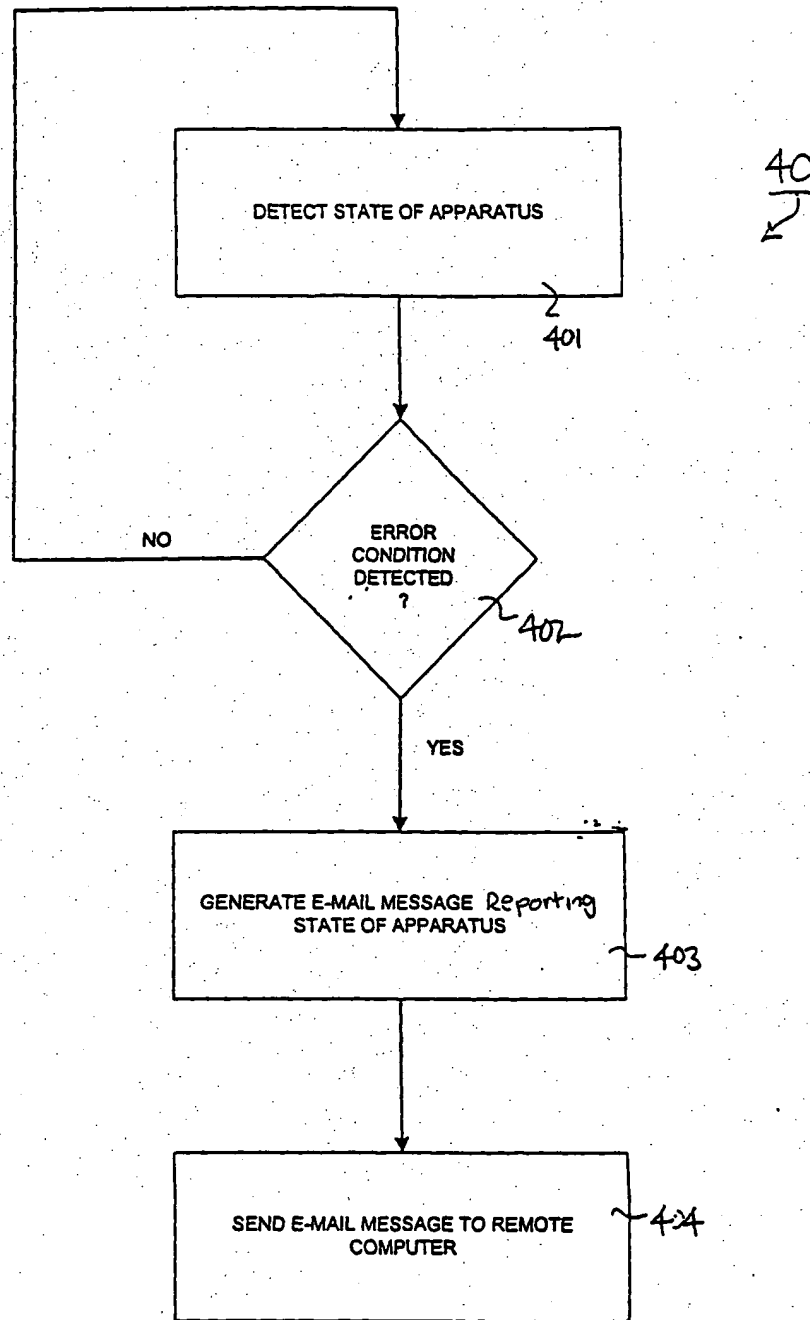 DETECT STATE OF APPARATUS
40
401
NO
ERROR
CONDITION
DETECTED
?
402
YES
GENERATE E-MAIL MESSAGE Reporting
STATE OF APPARATUS
403
SEND E-MAIL MESSAGE TO REMOTE
COMPUTER
404